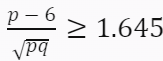 (p − 6)/√(pq) ≥ 1.645